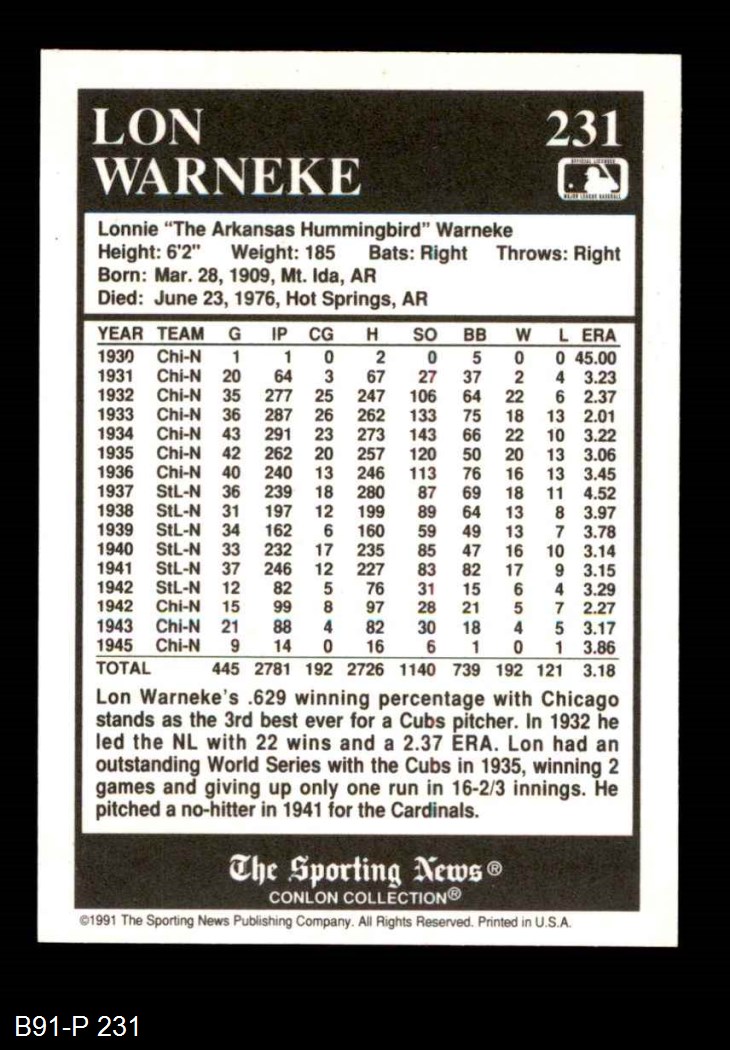 LON
WARNEKE
231
OFFICIAL LICENSEE
MAJOR LEAGUE BASEBALL
Lonnie “The Arkansas Hummingbird” Warneke
Height: 6'2" Weight: 185 Bats: Right Throws: Right
Born: Mar. 28, 1909, Mt. Ida, AR
Died: June 23, 1976, Hot Springs, AR
YEAR TEAM G IP CG H SO BB W L ERA
1930 Chi-N 1 1 0 2 0 5 0 0 45.00
1931 Chi-N 20 64 3 67 27 37 2 4 3.23
1932 Chi-N 35 277 25 247 106 64 22 6 2.37
1933 Chi-N 36 287 26 262 133 75 18 13 2.01
1934 Chi-N 43 291 23 273 143 66 22 10 3.22
1935 Chi-N 42 262 20 257 120 50 20 13 3.06
1936 Chi-N 40 240 13 246 113 76 16 13 3.45
1937 StL-N 36 239 18 280 87 69 18 11 4.52
1938 StL-N 31 197 12 199 89 64 13 8 3.97
1939 StL-N 34 162 6 160 59 49 13 7 3.78
1940 StL-N 33 232 17 235 85 47 16 10 3.14
1941 StL-N 37 246 12 227 83 82 17 9 3.15
1942 StL-N 12 82 5 76 31 15 6 4 3.29
1942 Chi-N 15 99 8 97 28 21 5 7 2.27
1943 Chi-N 21 88 4 82 30 18 4 5 3.17
1945 Chi-N 9 14 0 16 6 1 0 1 3.86
TOTAL 445 2781 192 2726 1140 739 192 121 3.18
Lon Warneke's .629 winning percentage with Chicago
stands as the 3rd best ever for a Cubs pitcher. In 1932 he
led the NL with 22 wins and a 2.37 ERA. Lon had an
outstanding World Series with the Cubs in 1935, winning 2
games and giving up only one run in 16-2/3 innings. He
pitched a no-hitter in 1941 for the Cardinals.
The Sporting News®
CONLON COLLECTION®
©1991 The Sporting News Publishing Company. All Rights Reserved. Printed in U.S.A.
B91-P 231